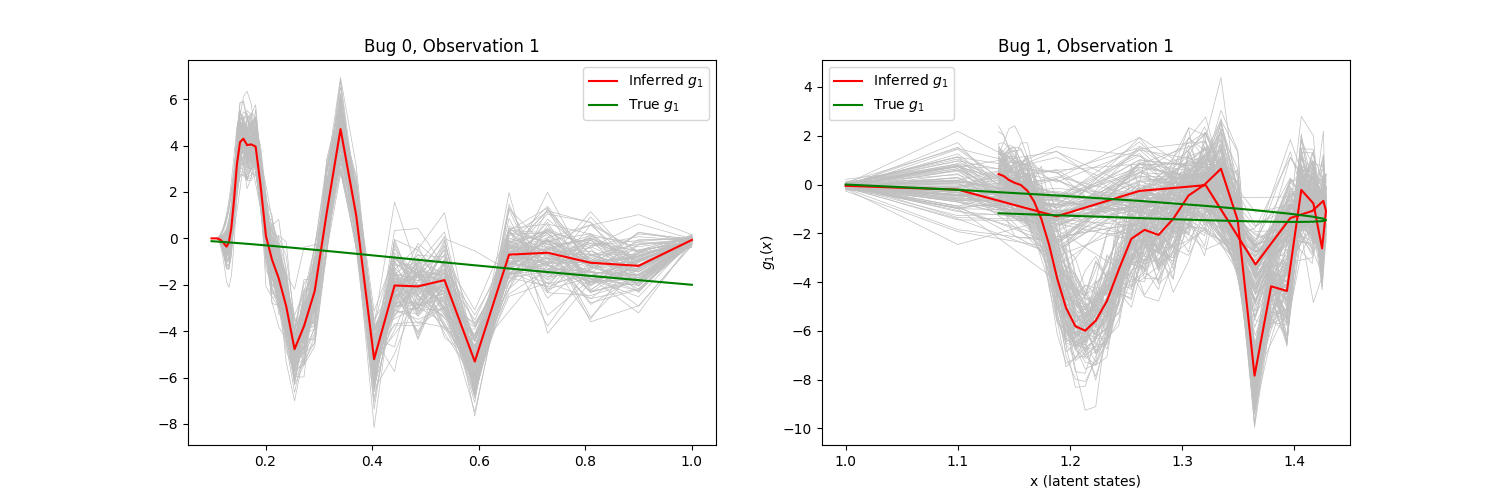 Bug 0, Observation 1
Inferred g₁
True g₁
6
4
2
0
−2
−4
−6
−8
0.2 0.4 0.6 0.8 1.0
Bug 1, Observation 1
Inferred g₁
True g₁
g₁(x)
4
2
0
−2
−4
−6
−8
−10
1.0 1.1 1.2 1.3 1.4
x (latent states)